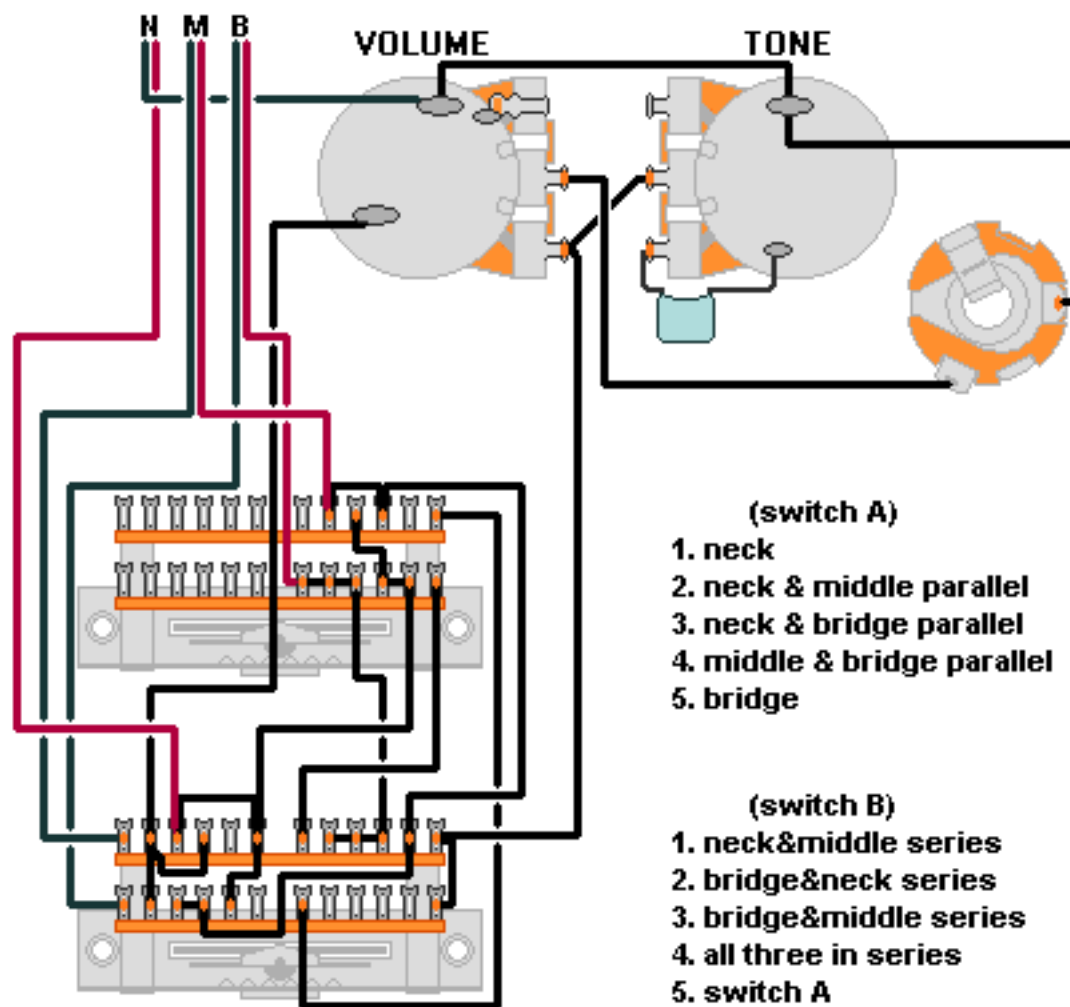 N M B
VOLUME
TONE
(switch A)
1. neck
2. neck & middle parallel
3. neck & bridge parallel
4. middle & bridge parallel
5. bridge
(switch B)
1. neck&middle series
2. bridge&neck series
3. bridge&middle series
4. all three in series
5. switch A